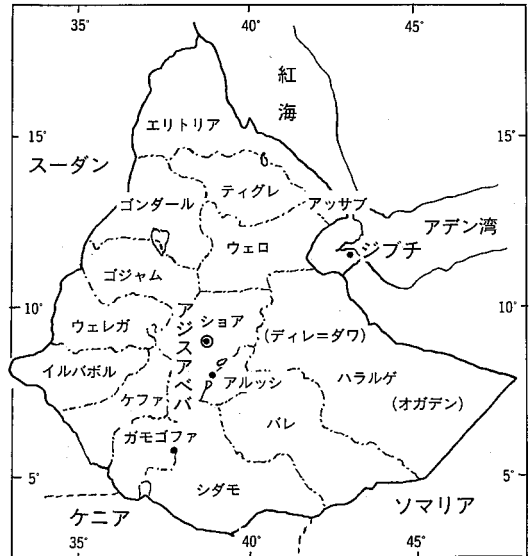 35°
40°
45°
紅海
エリトリア
15°
15°
スーダン
ティグレ
アッサブ
ゴンダール
アデン湾
ウェロ
ジブチ
ゴジャム
10°
10°
アジスアベバ
ショア
ウェレガ
(ディレ=ダワ)
イルバボル
アルッシ
ハラルゲ
ケファ
(オガデン)
ガモゴファ
バレ
5°
5°
シダモ
ソマリア
ケニア
35°
40°
45°